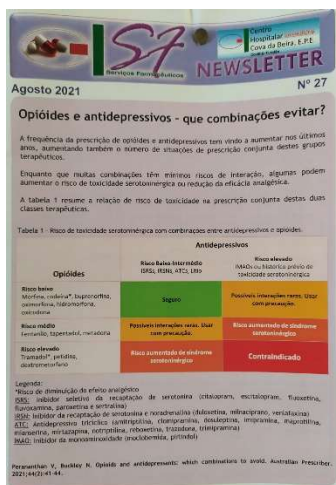 SF
Serviços Farmacêuticos
Centro
Hospitalar Universitário
Cova da Beira, E.P.E
NEWSLETTER
Agosto 2021
Nº 27
Opióides e antidepressivos - que combinações evitar?
A frequência da prescrição de opióides e antidepressivos tem vindo a aumentar nos últimos
anos, aumentando também o número de situações de prescrição conjunta destes grupos
terapêuticos.
Enquanto que muitas combinações têm mínimos riscos de interação, algumas podem
aumentar o risco de toxicidade serotoninérgica ou redução da eficácia analgésica.
A tabela 1 resume a relação de risco de toxicidade na prescrição conjunta destas duas
classes terapêuticas.
Tabela 1 - Risco de toxicidade serotoninérgica com combinações entre antidepressivos e opióides.
Antidepressivos
Opióides
Risco Baixo-Intermédio
ISRSs, IRSNs, ATCs, Lítio
Risco elevado
IMAOs ou histórico prévio de
toxicidade serotoninérgica
Risco baixo
Morfina, codeína*, buprenorfina,
oximorfona, hidromorfona,
oxicodona
Seguro
Possíveis interações raras. Usar
com precaução.
Risco médio
Fentanilo, tapentadol, metadona
Possíveis interações raras. Usar
com precaução.
Risco aumentado de síndrome
serotoninérgico
Risco elevado
Tramadol*, petidina,
dextrometorfano
Risco aumentado de síndrome
serotoninérgico
Contraindicado
Legenda:
*Risco de diminuição do efeito analgésico
ISRS: Inibidor seletivo da recaptação de serotonina (citalopram, escitalopram, fluoxetina,
fluvoxamina, paroxetina e sertralina)
IRSN: Inibidor da recaptação de serotonina e noradrenalina (duloxetina, milnaciprano, venlafaxina)
ATC: Antidepressivo tricíclico (amitriptilina, clomipramina, dosulepina, imipramina, maprotilina,
mianserina, mirtazapina, nortriptilina, reboxetina, trazodona, trimipramina)
IMAO: Inibidor da monoaminoxidase (moclobemida, pirlindol)
Perananthan V, Buckley N. Opioids and antidepressants: which combinations to avoid. Australian Prescriber.
2021;44(2):41-44.